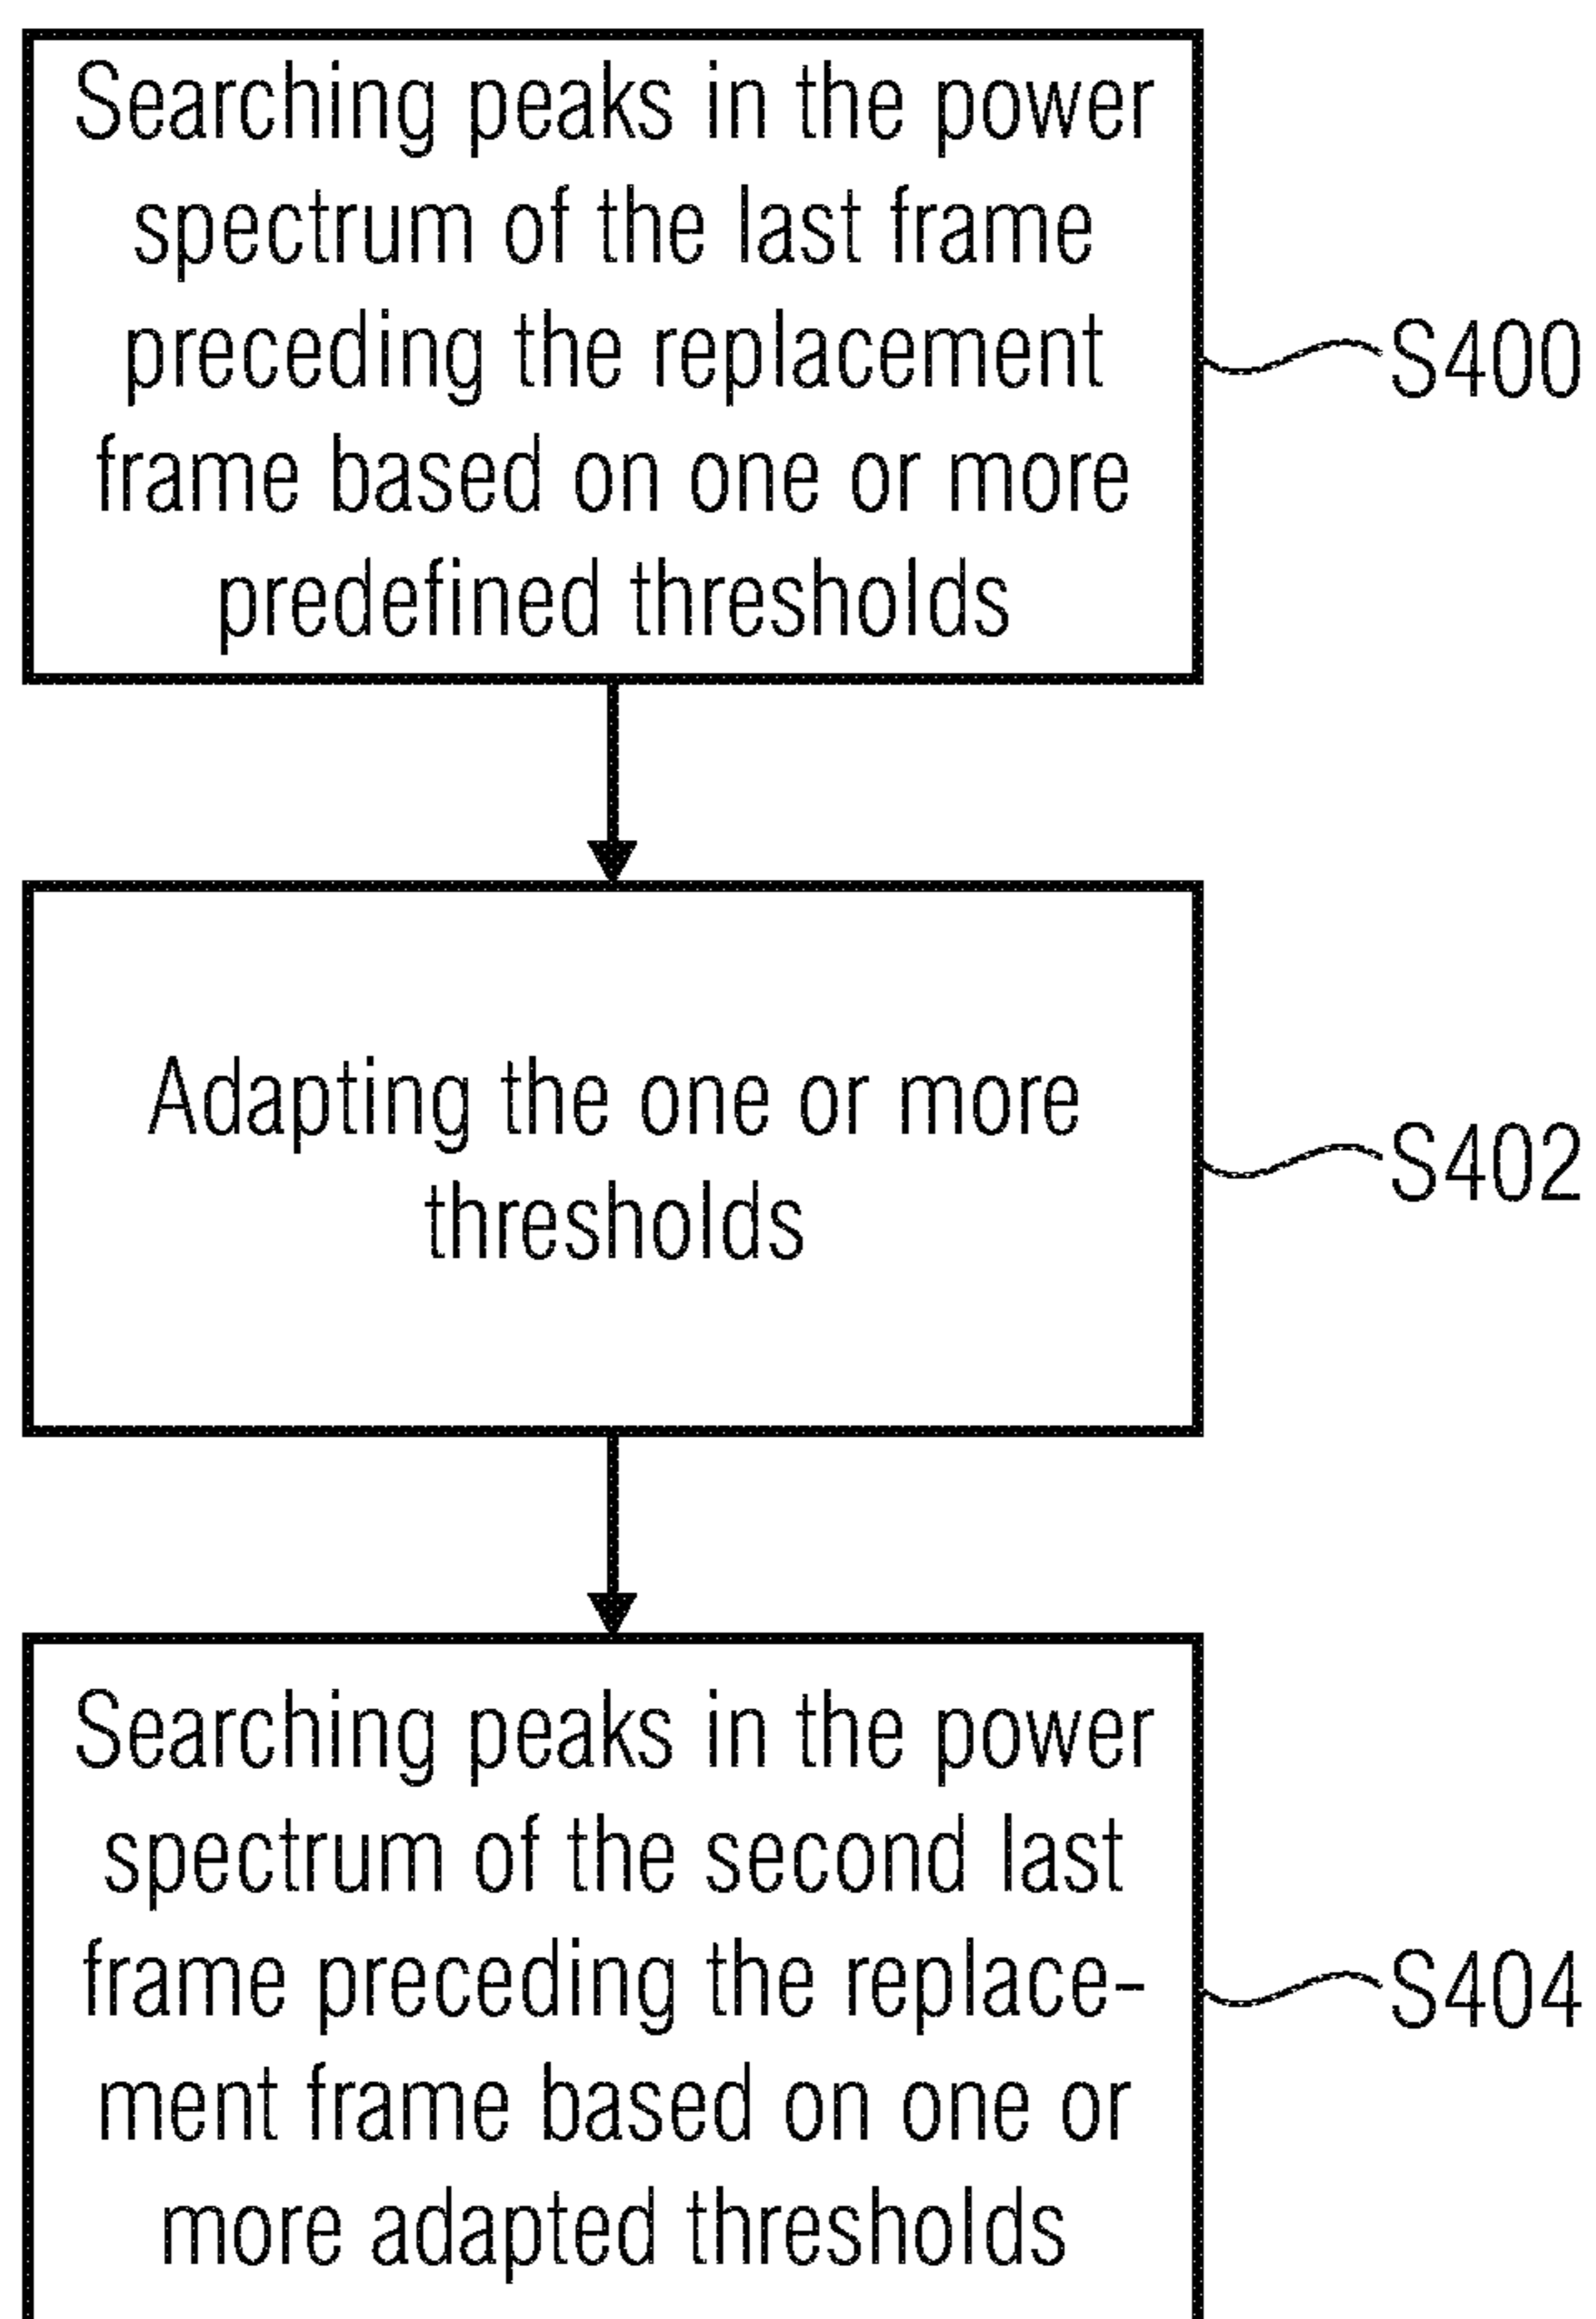 Searching peaks in the power
spectrum of the last frame
preceding the replacement
frame based on one or more
predefined thresholds
S400
Adapting the one or more
thresholds
S402
Searching peaks in the power
spectrum of the second last
frame preceding the replace-
ment frame based on one or
more adapted thresholds
S404